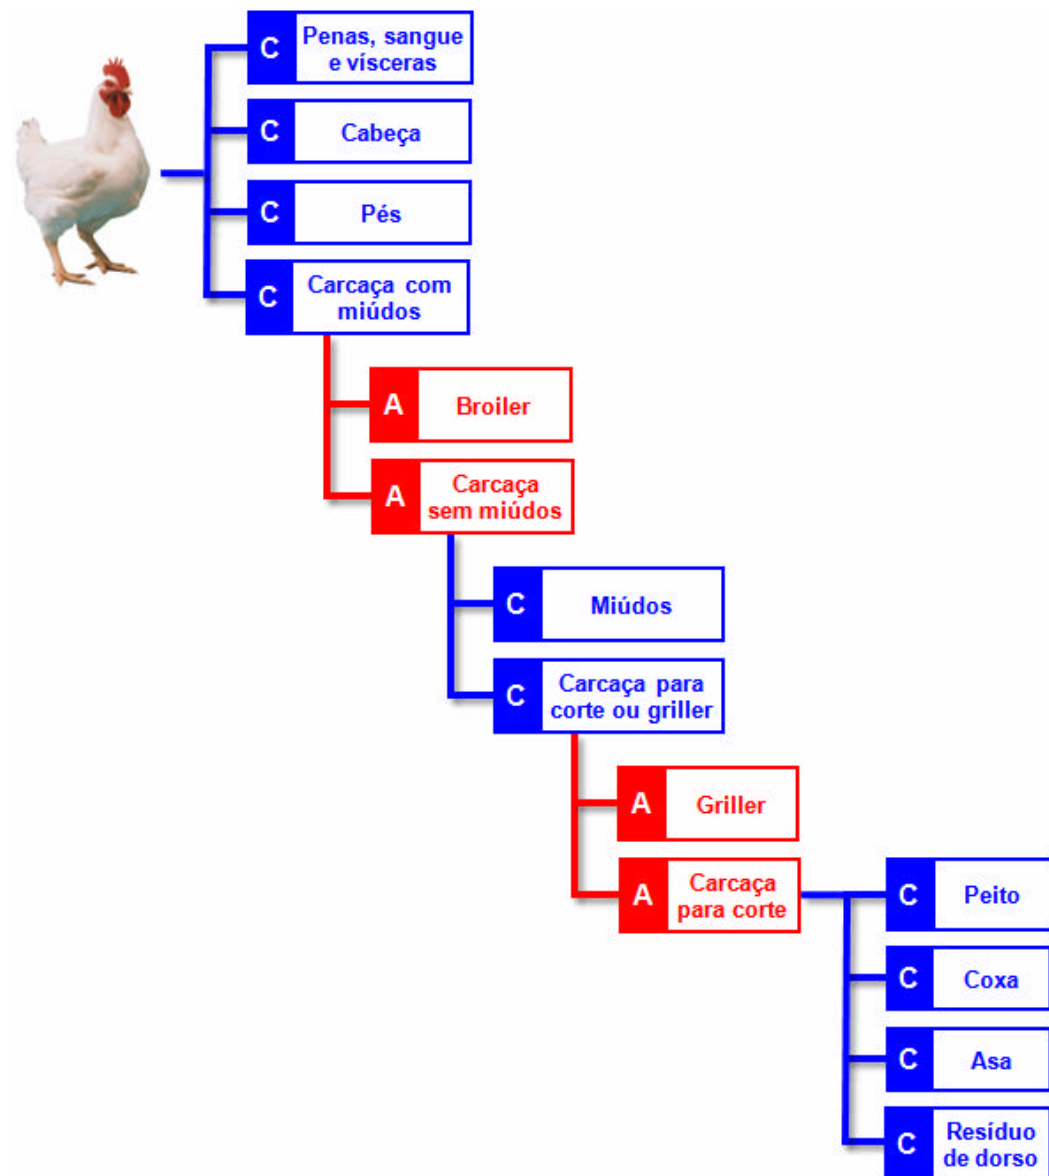 C
Penas, sangue
e vísceras
C
Cabeça
C
Pés
C
Carcaça com
miúdos
A
Broiler
A
Carcaça
sem miúdos
C
Miúdos
C
Carcaça para
corte ou griller
A
Griller
A
Carcaça
para corte
C
Peito
C
Coxa
C
Asa
C
Resíduo
de dorso